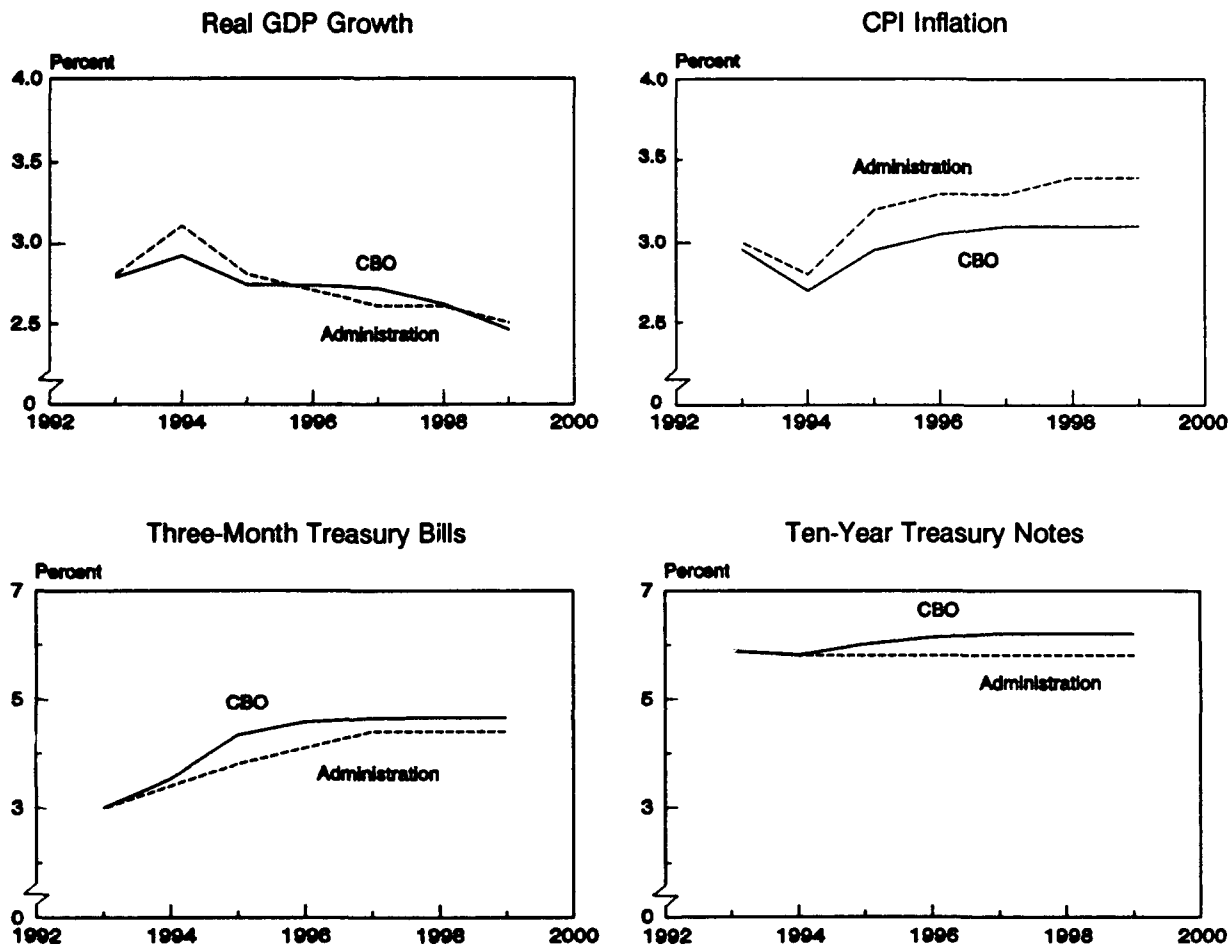 Real GDP Growth
Percent
4.0
3.5
3.0
2.5
0
CBO
Administration
1992 1994 1996 1998 2000
CPI Inflation
Percent
4.0
3.5
3.0
2.5
0
Administration
CBO
1992 1994 1996 1998 2000
Three-Month Treasury Bills
Percent
7
5
3
0
CBO
Administration
1992 1994 1996 1998 2000
Ten-Year Treasury Notes
Percent
7
5
3
0
CBO
Administration
1992 1994 1996 1998 2000